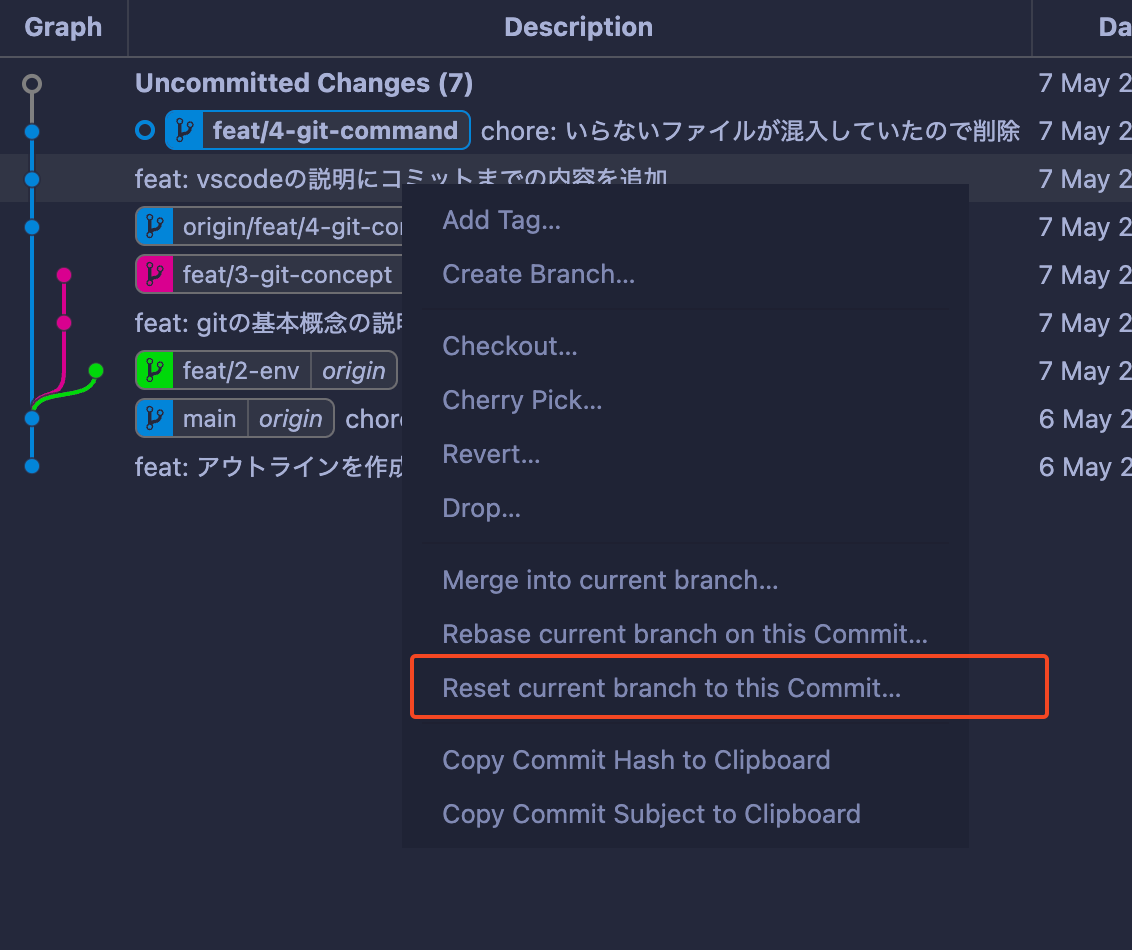 Graph Description Da
Uncommitted Changes (7) 7 May 2
feat/4-git-command chore: いらないファイルが混入していたので削除 7 May 2
feat: vscodeの説明にコミットまでの内容を追加 7 May 2
origin/feat/4-git-co 7 May 2
feat/3-git-concept 7 May 2
feat: gitの基本概念の説 7 May 2
feat/2-env origin 7 May 2
main origin chore 6 May 2
feat: アウトラインを作成 6 May 2
Add Tag...
Create Branch...
Checkout...
Cherry Pick...
Revert...
Drop...
Merge into current branch...
Rebase current branch on this Commit...
Reset current branch to this Commit...
Copy Commit Hash to Clipboard
Copy Commit Subject to Clipboard